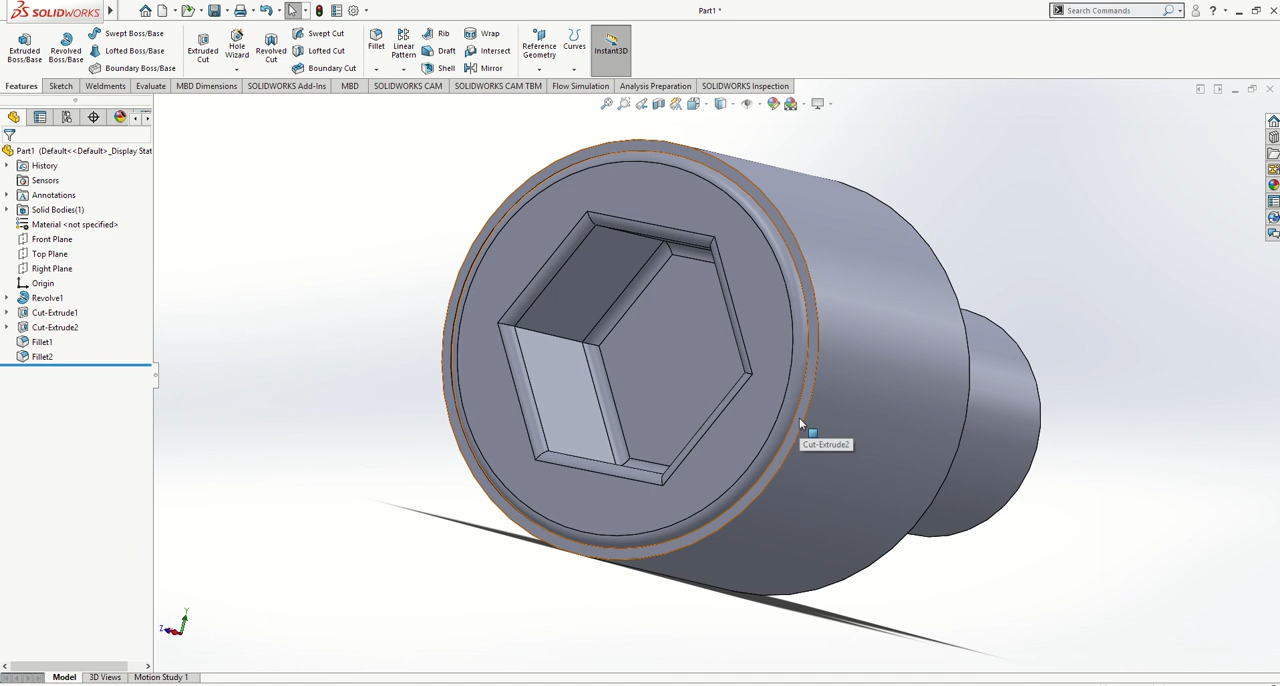 SOLIDWORKS
Part1 *
Search Commands
?
Extruded Boss/Base
Revolved Boss/Base
Swept Boss/Base
Lofted Boss/Base
Boundary Boss/Base
Extruded Cut
Hole Wizard
Revolved Cut
Swept Cut
Lofted Cut
Boundary Cut
Fillet
Linear Pattern
Rib
Draft
Shell
Wrap
Intersect
Mirror
Reference Geometry
Curves
Instant3D
Features
Sketch
Weldments
Evaluate
MBD Dimensions
SOLIDWORKS Add-Ins
MBD
SOLIDWORKS CAM
SOLIDWORKS CAM TBM
Flow Simulation
Analysis Preparation
SOLIDWORKS Inspection
Part1 (Default<<Default>_Display Stat
History
Sensors
Annotations
Solid Bodies(1)
Material <not specified>
Front Plane
Top Plane
Right Plane
Origin
Revolve1
Cut-Extrude1
Cut-Extrude2
Fillet1
Fillet2
Cut-Extrude2
Y
Z
Model
3D Views
Motion Study 1